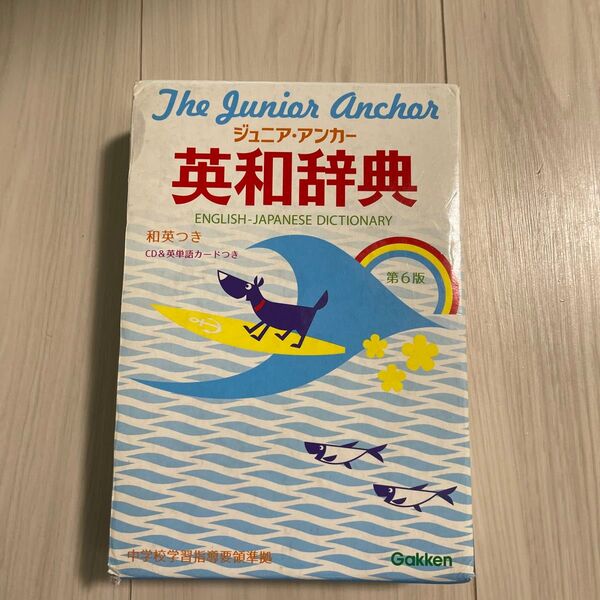 The Junior Anchor
ジュニア・アンカー
英和辞典
ENGLISH-JAPANESE DICTIONARY
和英つき
CD&英単語カードつき
第6版
中学校学習指導要領準拠
Gakken